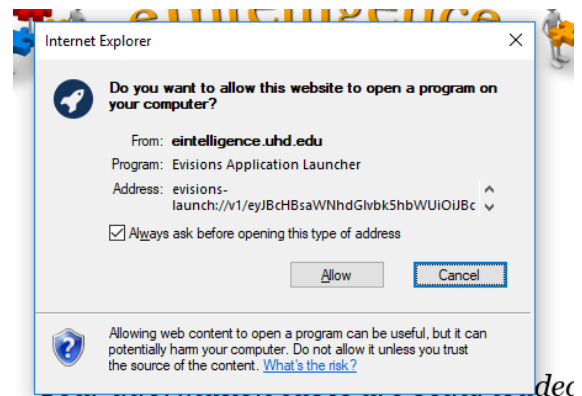 eintelligence
Internet Explorer
Do you want to allow this website to open a program on
your computer?
From: eintelligence.uhd.edu
Program: Evisions Application Launcher
Address: evisions-
launch://v1/eyJBcHBsaWNhdGlvbk5hbWUiOiJBc
Always ask before opening this type of address
Allow Cancel
Allowing web content to open a program can be useful, but it can
potentially harm your computer. Do not allow it unless you trust
the source of the content. What's the risk?